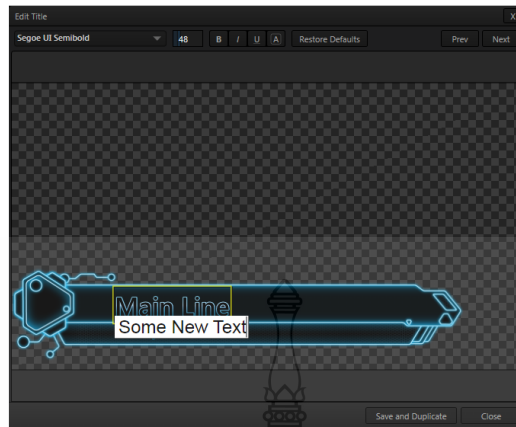 Edit Title
X
Segoe UI Semibold 48 B I U A Restore Defaults Prev Next
Main Line
Some New Text
Save and Duplicate Close